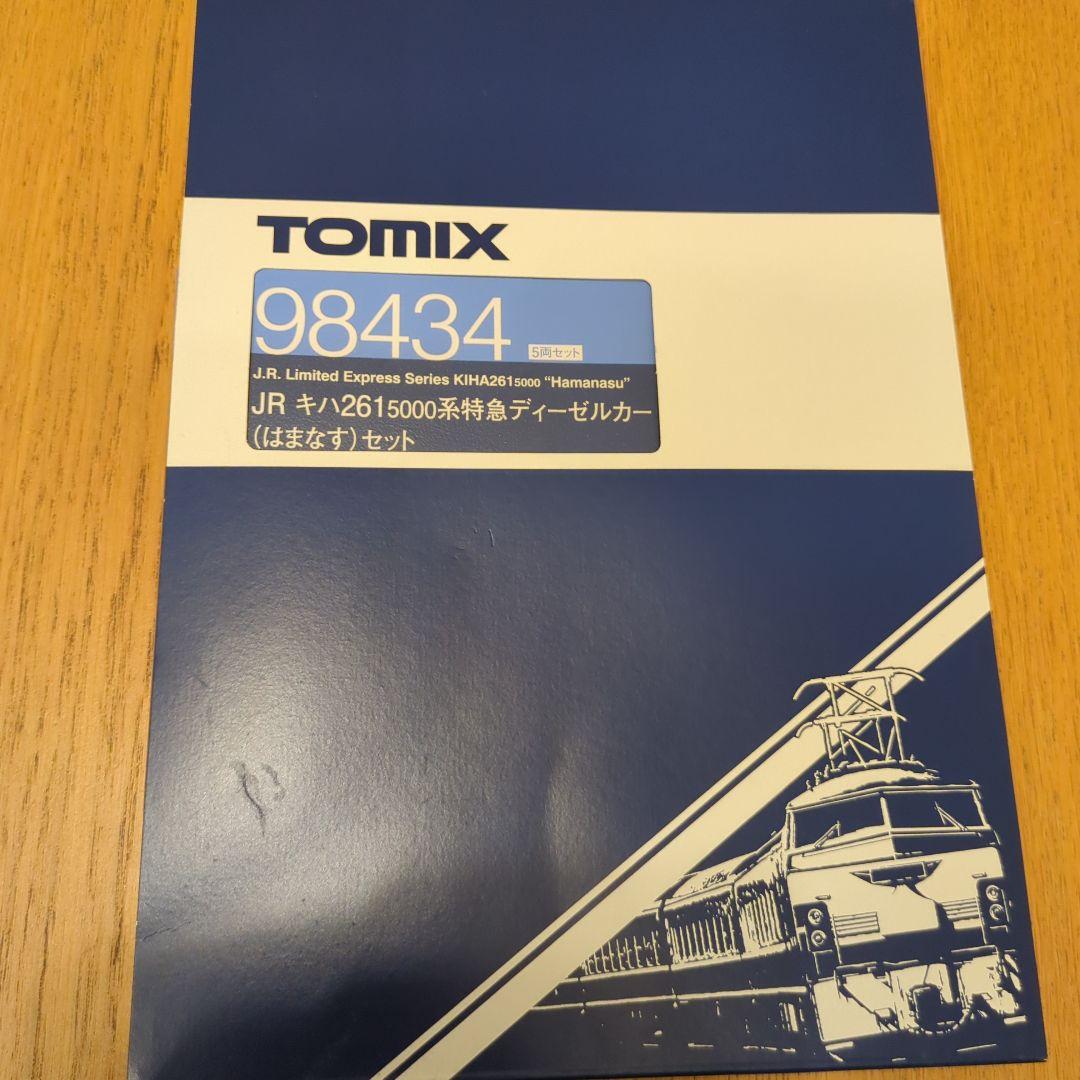 TOMIX
98434 5両セット
J.R. Limited Express Series KIHA2615000 “Hamanasu”
JR キハ2615000系特急ディーゼルカー
(はまなす)セット